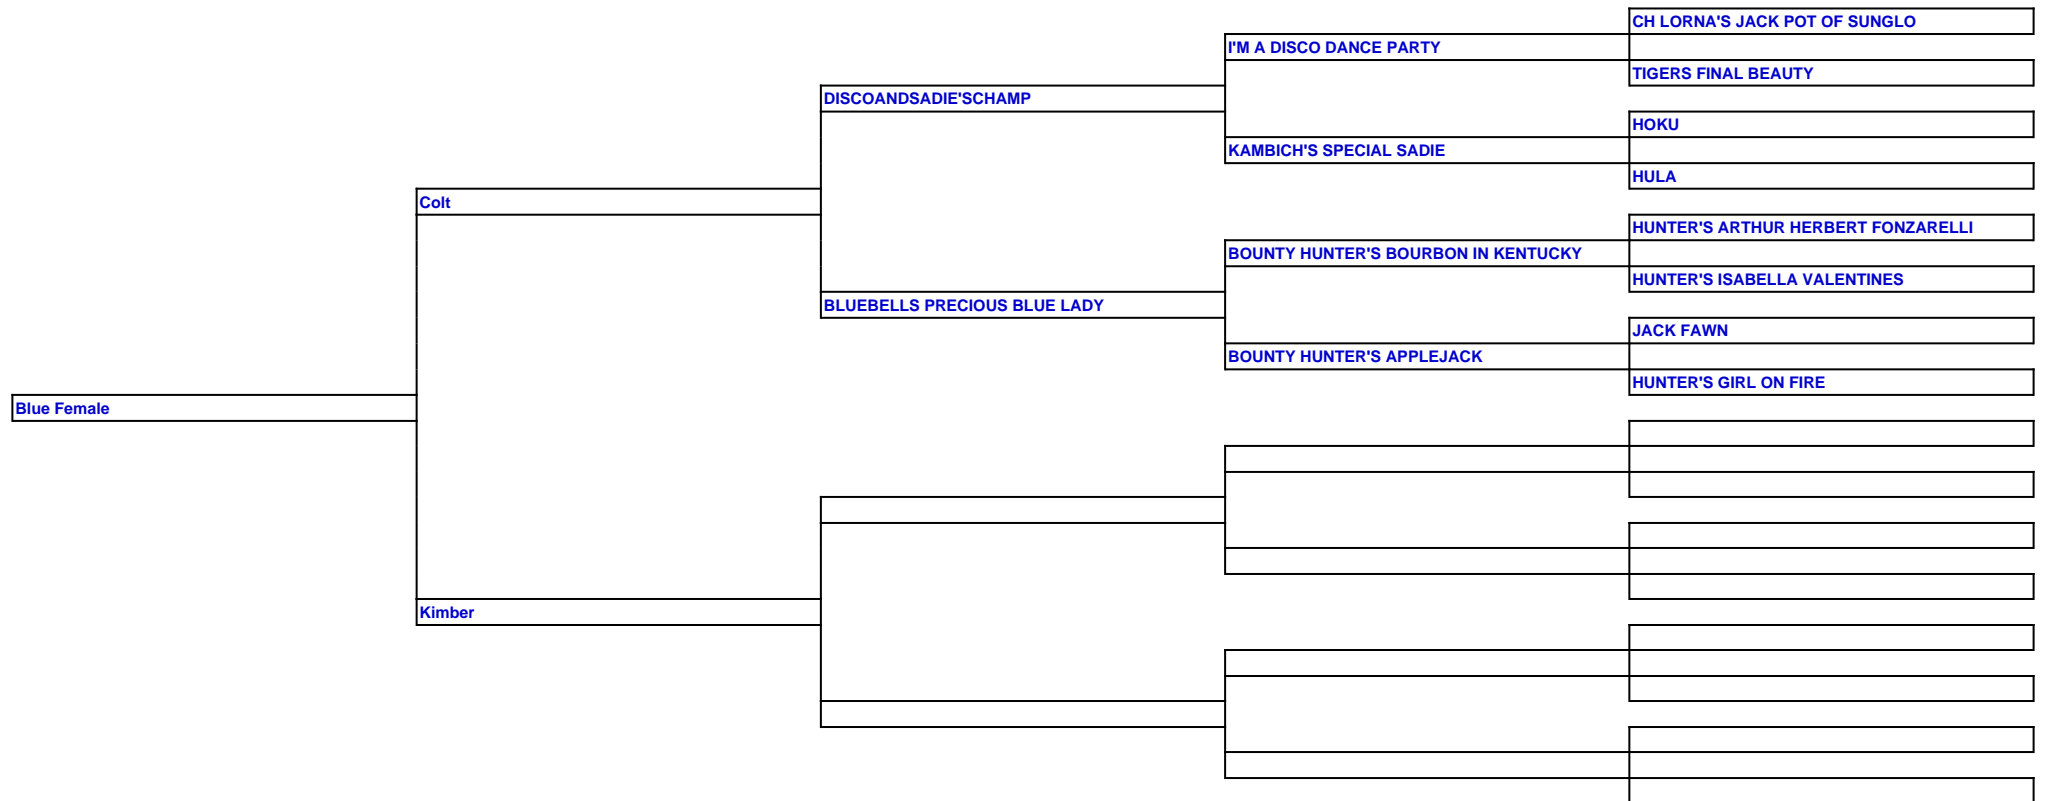 CH LORNA'S JACK POT OF SUNGLO
I'M A DISCO DANCE PARTY
TIGERS FINAL BEAUTY
DISCOANDSADIE'SCHAMP
HOKU
KAMBICH'S SPECIAL SADIE
HULA
Colt
HUNTER'S ARTHUR HERBERT FONZARELLI
BOUNTY HUNTER'S BOURBON IN KENTUCKY
HUNTER'S ISABELLA VALENTINES
BLUEBELLS PRECIOUS BLUE LADY
JACK FAWN
BOUNTY HUNTER'S APPLEJACK
HUNTER'S GIRL ON FIRE
Blue Female
Kimber